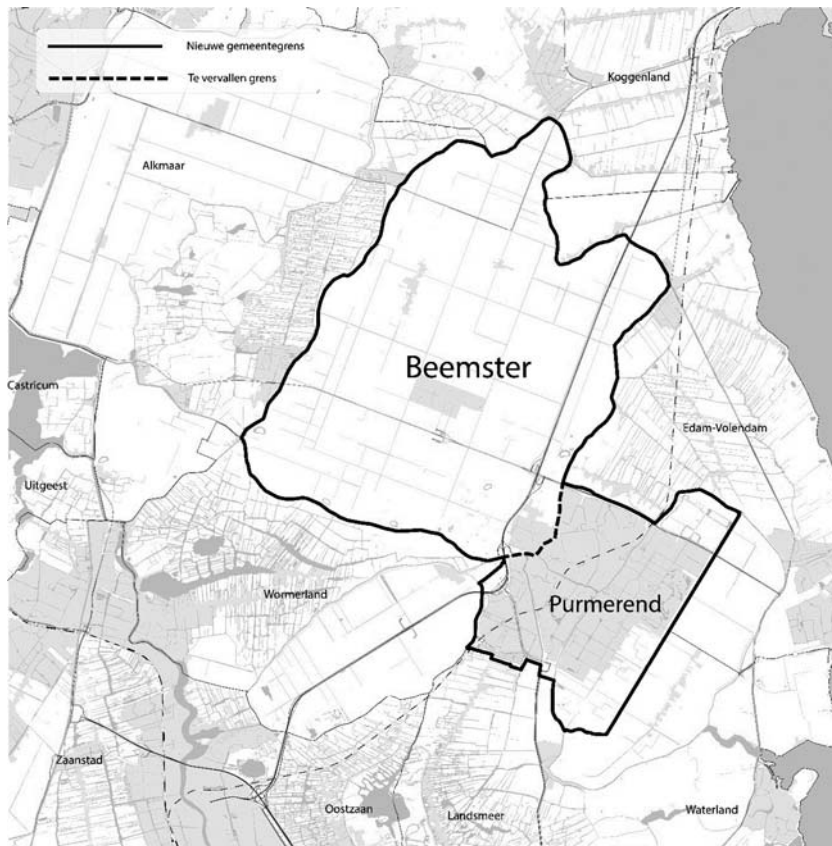 Nieuwe gemeentegrens
Te vervallen grens
Koggenland
Alkmaar
Beemster
Castricum
Edam-Volendam
Uitgeest
Wormerland
Purmerend
Zaanstad
Oostzaan
Landsmeer
Waterland